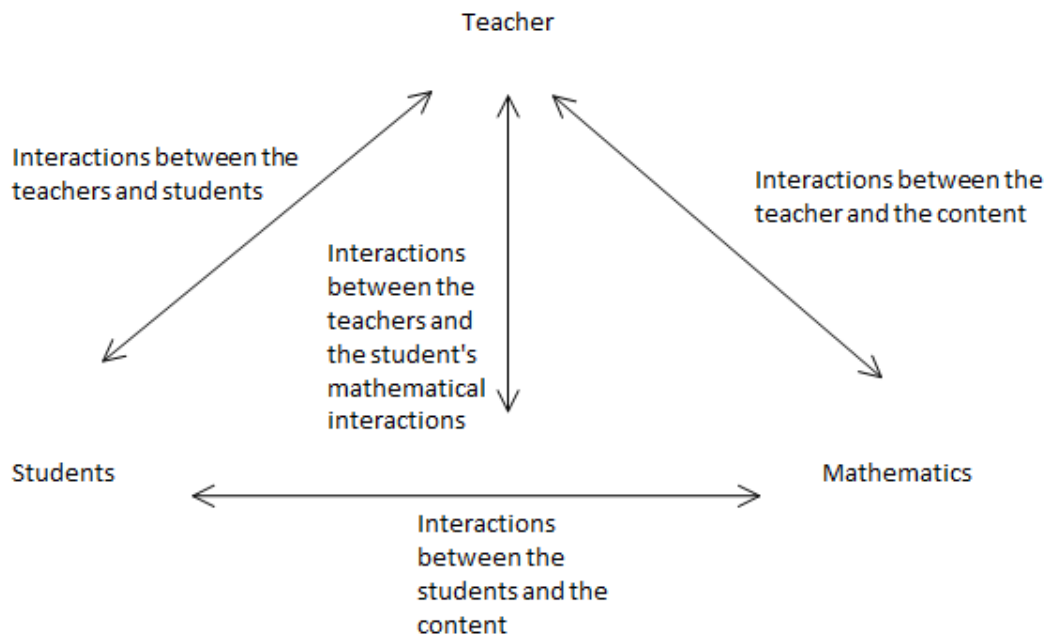 Teacher
Interactions between the
teachers and students
Interactions between the
teacher and the content
Interactions
between the
teachers and
the student's
mathematical
interactions
Students
Mathematics
Interactions
between the
students and the
content